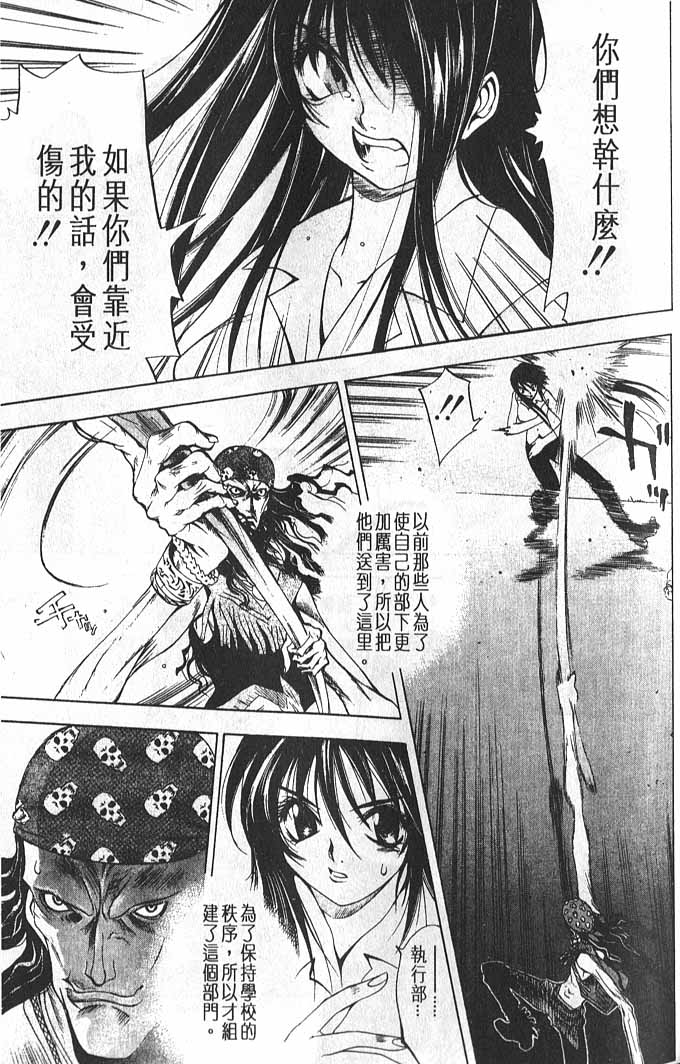 你們想幹什麼!!
如果你們靠近
我的話，會受
傷的!!
!!
以前那些人為了
使自己的部下更
加厲害，所以把
他們送到了這里。
執行部……
為了保持學校的
秩序，所以才組
建了這個部門。